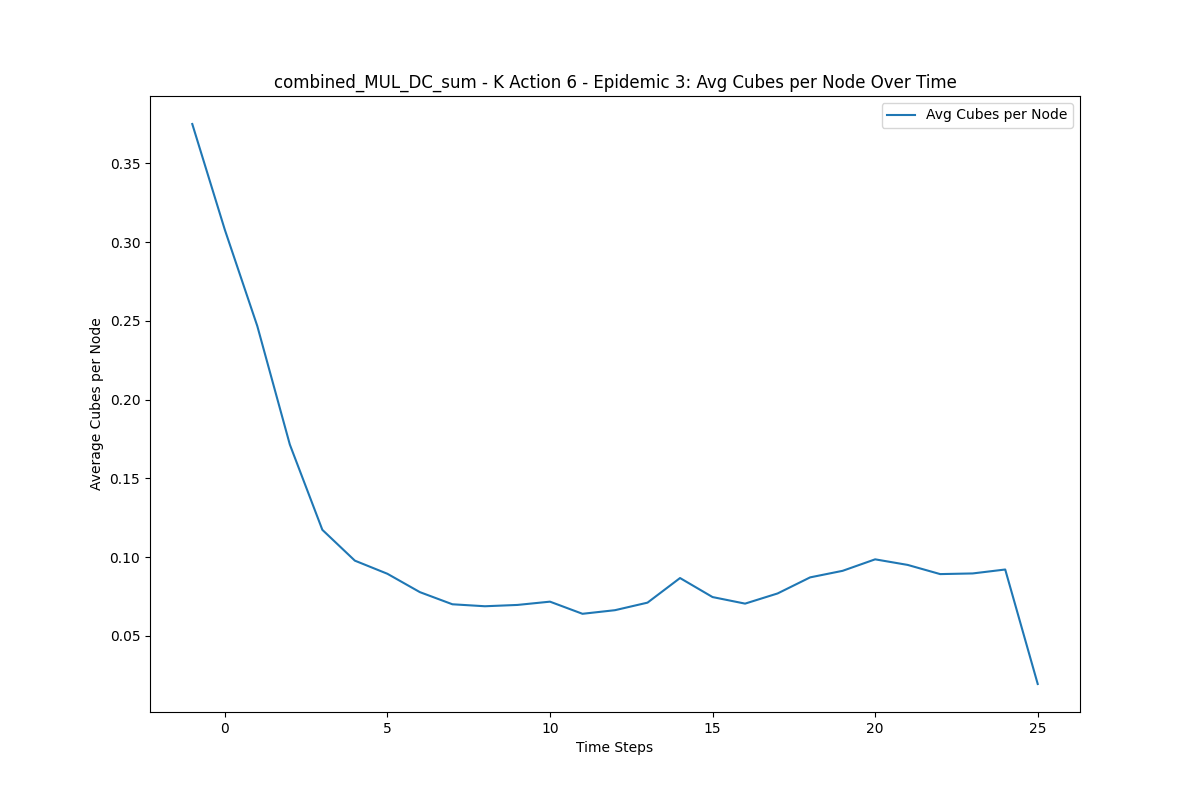 combined_MUL_DC_sum - K Action 6 - Epidemic 3: Avg Cubes per Node Over Time
Avg Cubes per Node
Average Cubes per Node
0.35
0.30
0.25
0.20
0.15
0.10
0.05
0 5 10 15 20 25
Time Steps